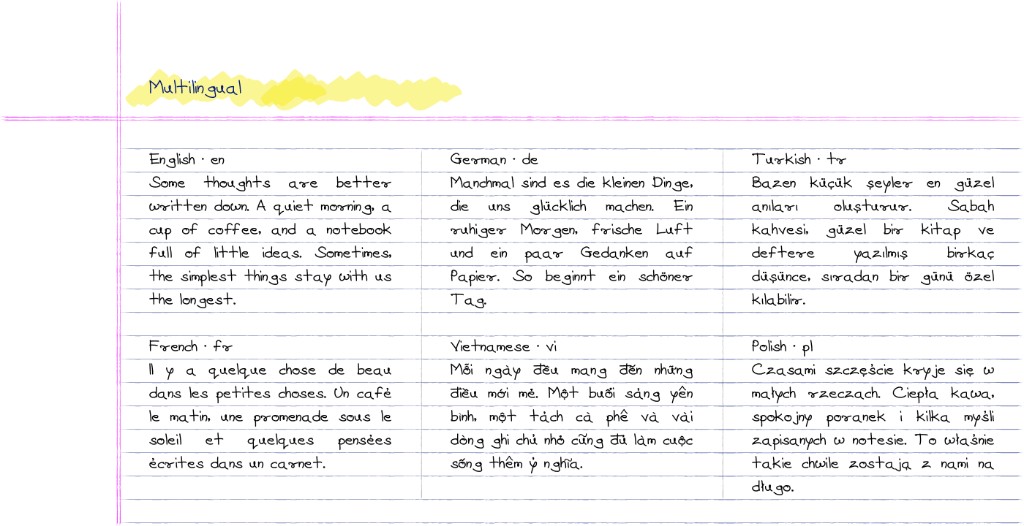 Multilingual
English · en
Some thoughts are better
written down. A quiet morning, a
cup of coffee, and a notebook
full of little ideas. Sometimes,
the simplest things stay with us
the longest.
German · de
Manchmal sind es die kleinen Dinge,
die uns glücklich machen. Ein
ruhiger Morgen, frische Luft
und ein paar Gedanken auf
Papier. So beginnt ein schöner
Tag.
Turkish · tr
Bazen küçük şeyler en güzel
anıları oluşturur. Sabah
kahvesi, güzel bir kitap ve
deftere yazılmış birkaç
düşünce, sıradan bir günü özel
kılabilir.
French · fr
Il y a quelque chose de beau
dans les petites choses. Un café
le matin, une promenade sous le
soleil et quelques pensées
écrites dans un carnet.
Vietnamese · vi
Mỗi ngày đều mang đến những
điều mới mẻ. Một buổi sáng yên
bình, một tách cà phê và vài
dòng ghi chú nhỏ cũng đủ làm cuộc
sống thêm ý nghĩa.
Polish · pl
Czasami szczęście kryje się w
małych rzeczach. Ciepła kawa,
spokojny poranek i kilka myśli
zapisanych w notesie. To właśnie
takie chwile zostają z nami na
długo.